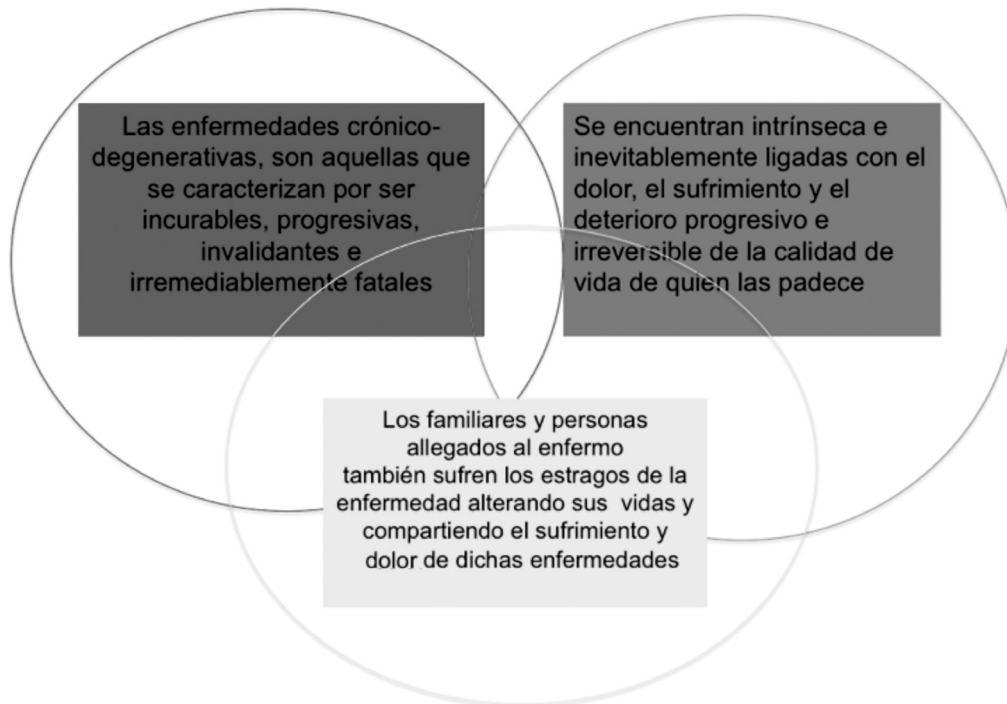 Las enfermedades crónico-
degenerativas, son aquellas que
se caracterizan por ser
incurables, progresivas,
invalidantes e
irremediablemente fatales
Se encuentran intrínseca e
inevitablemente ligadas con el
dolor, el sufrimiento y el
deterioro progresivo e
irreversible de la calidad de
vida de quien las padece
Los familiares y personas
allegados al enfermo
también sufren los estragos de la
enfermedad alterando sus vidas y
compartiendo el sufrimiento y
dolor de dichas enfermedades